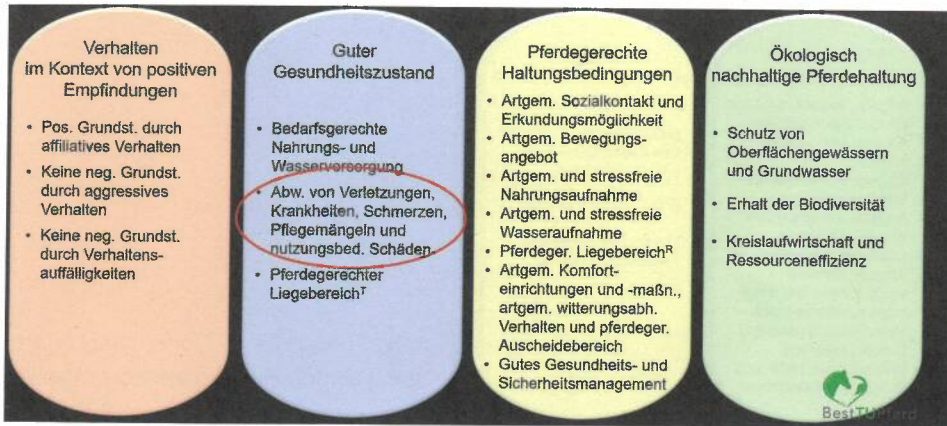 Verhalten
im Kontext von positiven
Empfindungen
• Pos. Grundst. durch
affiliatives Verhalten
• Keine neg. Grundst.
durch aggressives
Verhalten
• Keine neg. Grundst.
durch Verhaltens-
auffälligkeiten
Guter
Gesundheitszustand
• Bedarfsgerechte
Nahrungs- und
Wasserversorgung
• Abw. von Verletzungen,
Krankheiten, Schmerzen,
Pflegemängeln und
nutzungsbed. Schäden
• Pferdegerechter
Liegebereichᵀ
Pferdegerechte
Haltungsbedingungen
• Artgem. Sozialkontakt und
Erkundungsmöglichkeit
• Artgem. Bewegungs-
angebot
• Artgem. und stressfreie
Nahrungsaufnahme
• Artgem. und stressfreie
Wasseraufnahme
• Pferdeger. Liegebereichᴿ
• Artgem. Komfort-
einrichtungen und -maßn.,
artgem. witterungsabh.
Verhalten und pferdeger.
Auscheidebereich
• Gutes Gesundheits- und
Sicherheitsmanagement
Ökologisch
nachhaltige Pferdehaltung
• Schutz von
Oberflächengewässern
und Grundwasser
• Erhalt der Biodiversität
• Kreislaufwirtschaft und
Ressourceneffizienz
BestTUPferd